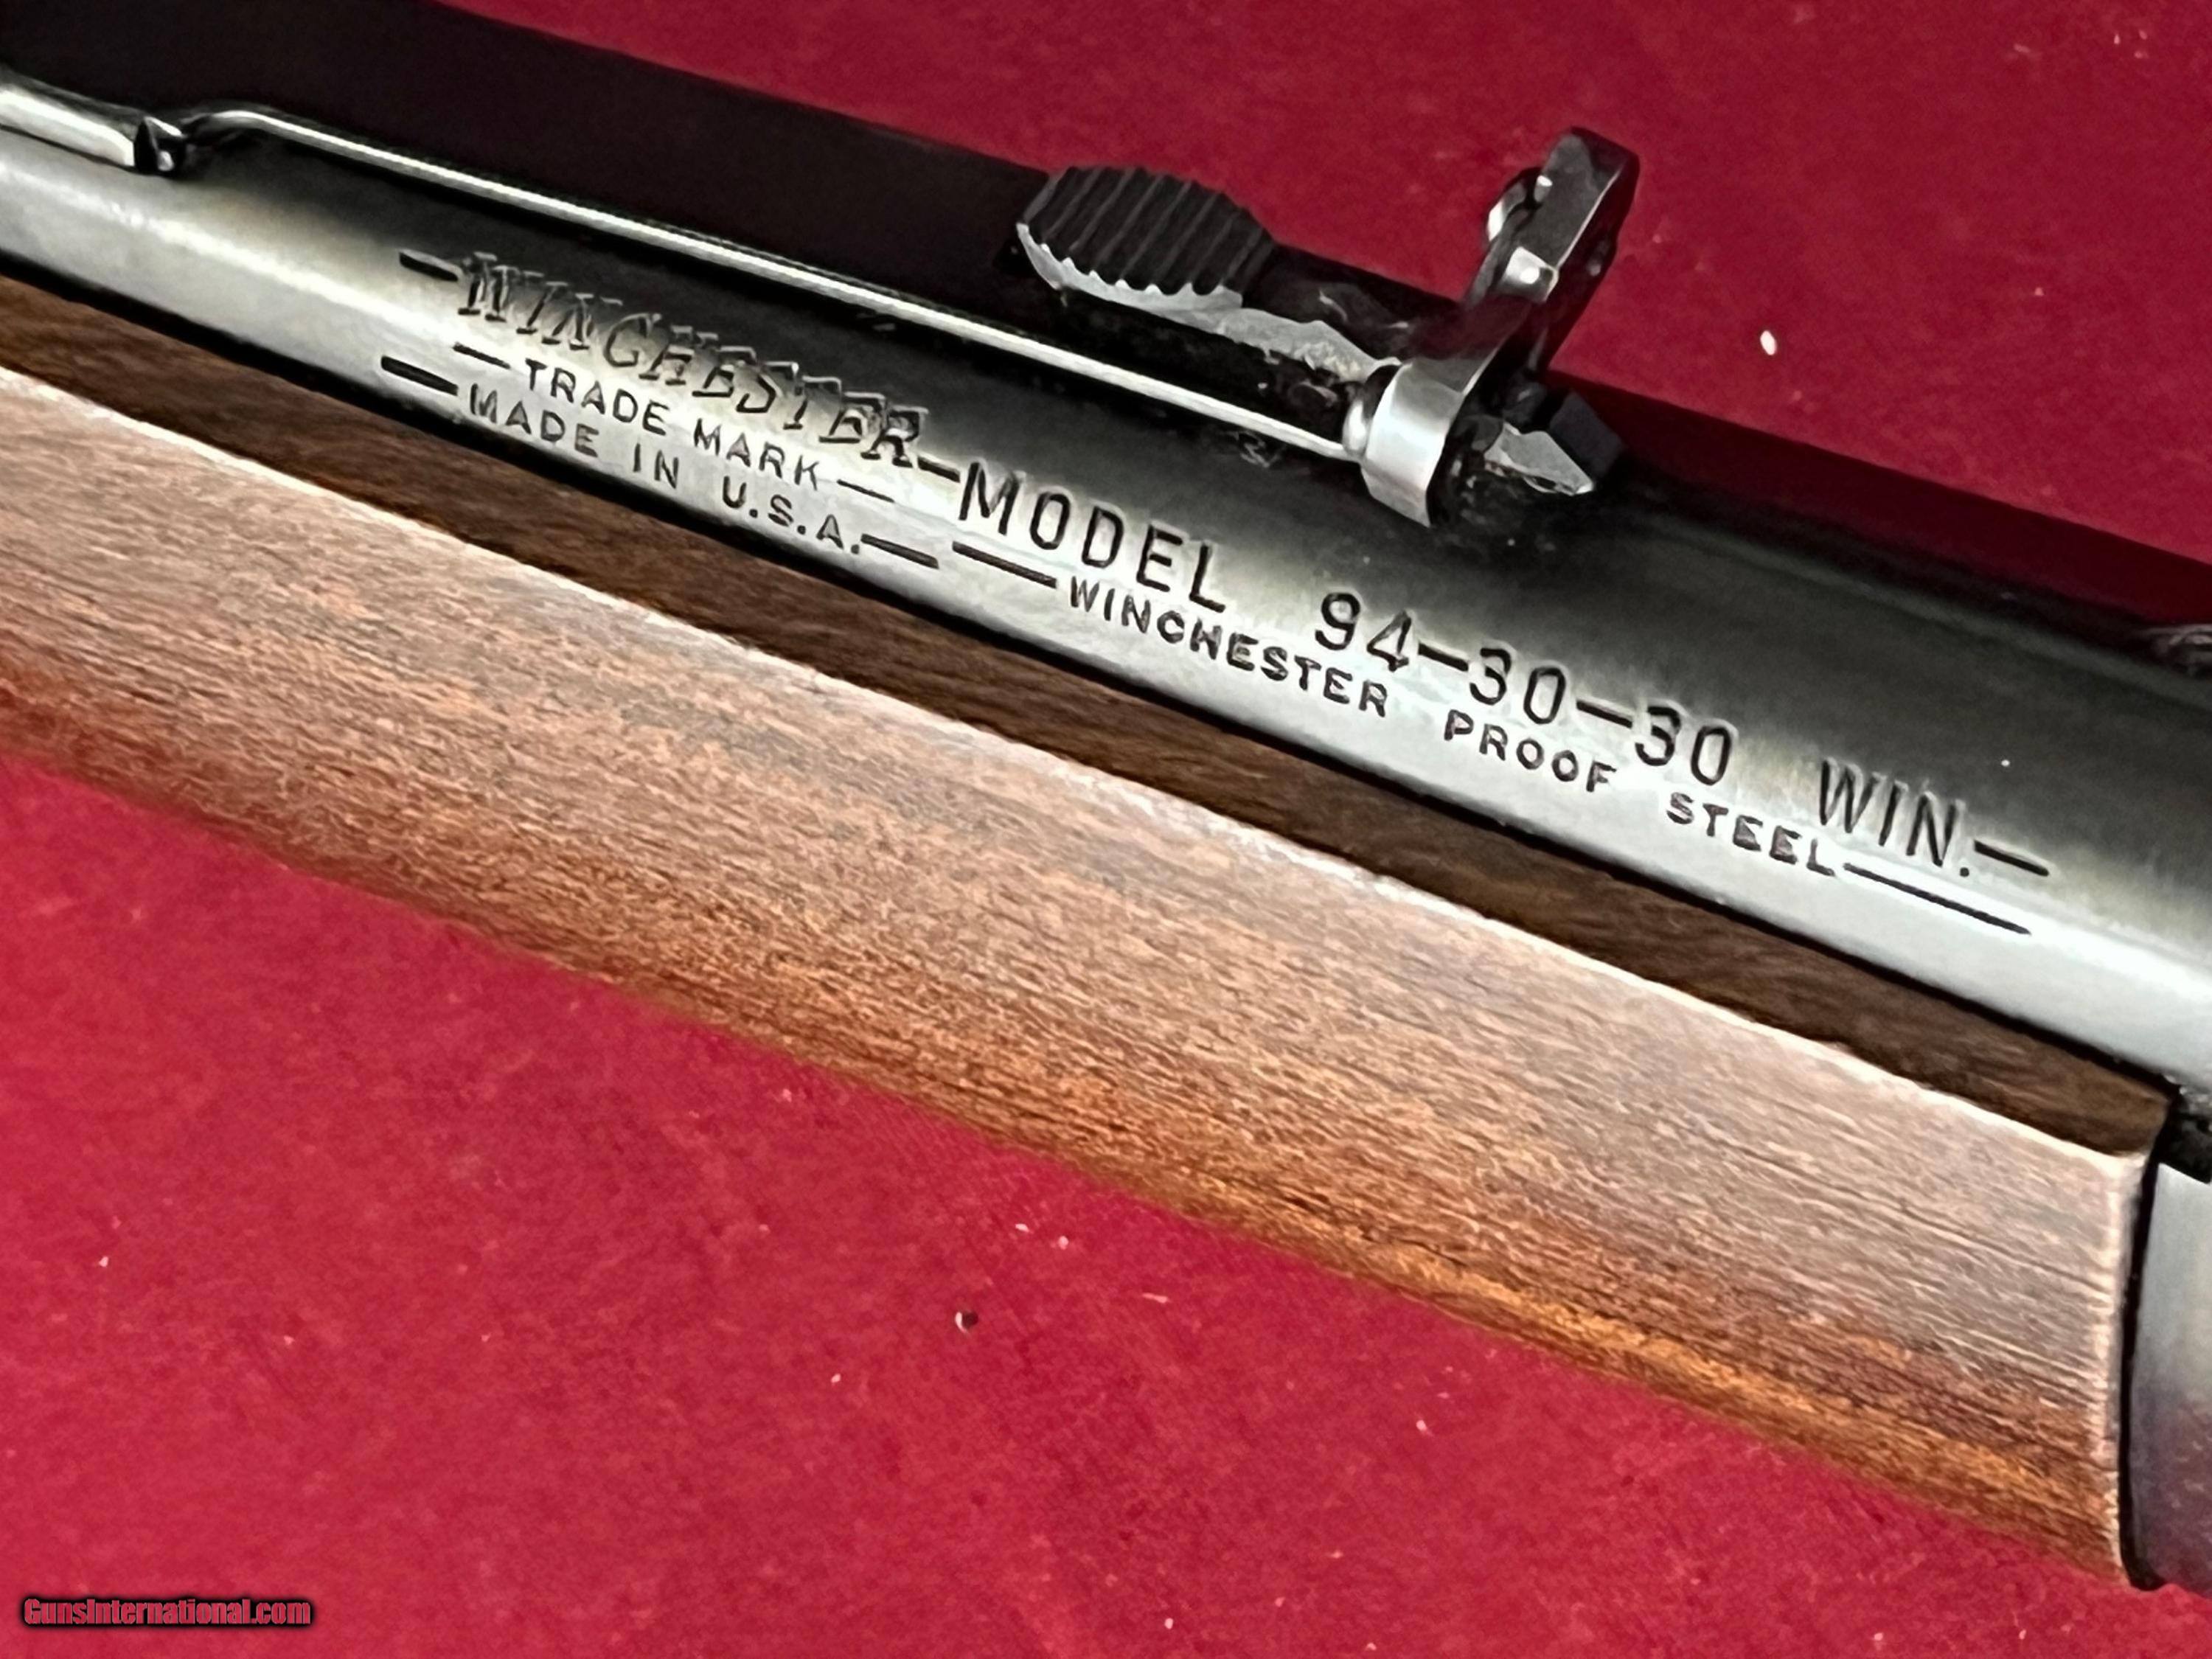 -WINCHESTER-MODEL 94-30-30 WIN.-
-TRADE MARK-
-MADE IN U.S.A.- -WINCHESTER PROOF STEEL-
GunsInternational.com